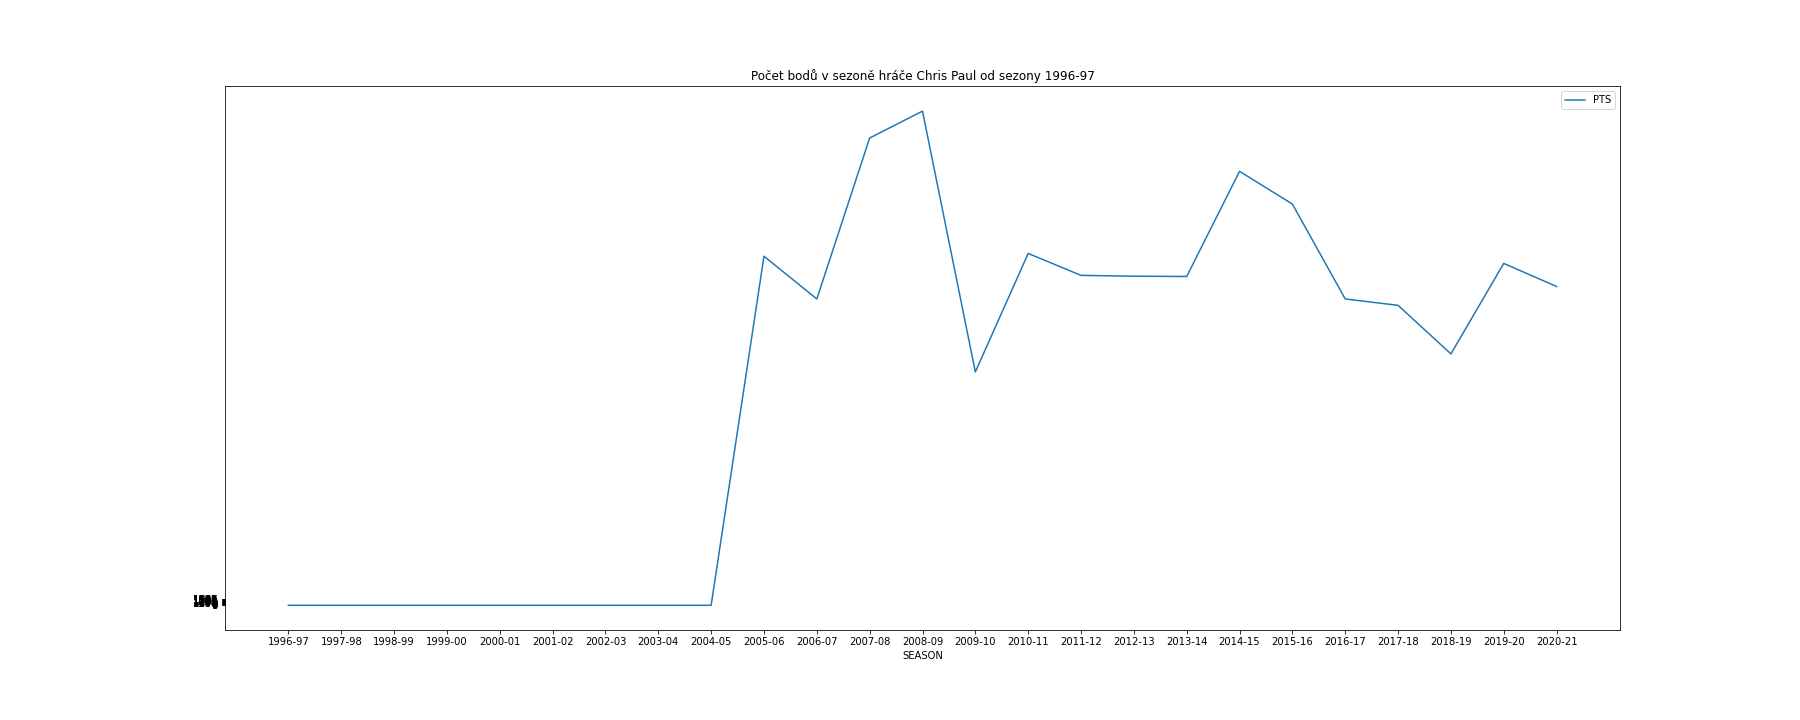 Počet bodů v sezoně hráče Chris Paul od sezony 1996-97
PTS
1996-97 1997-98 1998-99 1999-00 2000-01 2001-02 2002-03 2003-04 2004-05 2005-06 2006-07 2007-08 2008-09 2009-10 2010-11 2011-12 2012-13 2013-14 2014-15 2015-16 2016-17 2017-18 2018-19 2019-20 2020-21
SEASON